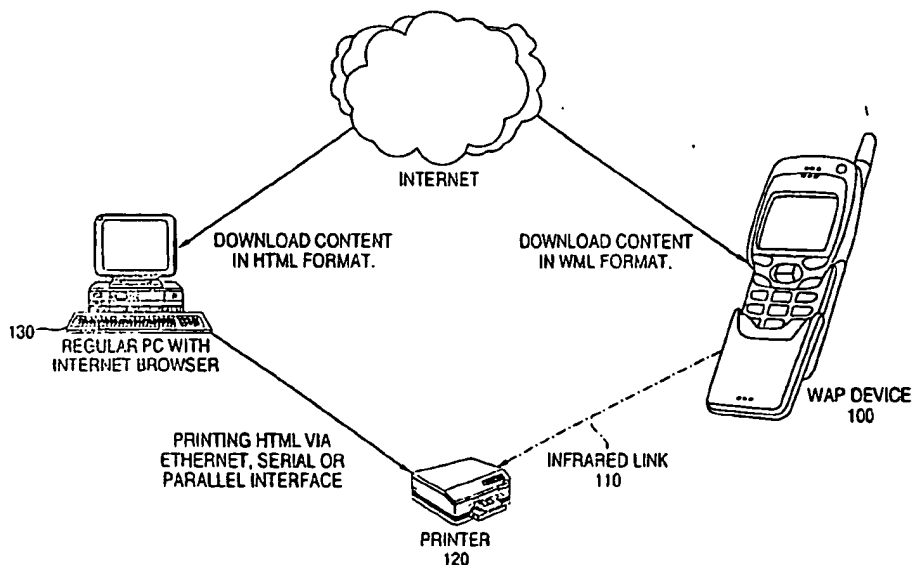 INTERNET
DOWNLOAD CONTENT
IN HTML FORMAT.
DOWNLOAD CONTENT
IN WML FORMAT.
130
REGULAR PC WITH
INTERNET BROWSER
WAP DEVICE
100
PRINTING HTML VIA
ETHERNET, SERIAL OR
PARALLEL INTERFACE
INFRARED LINK
110
PRINTER
120